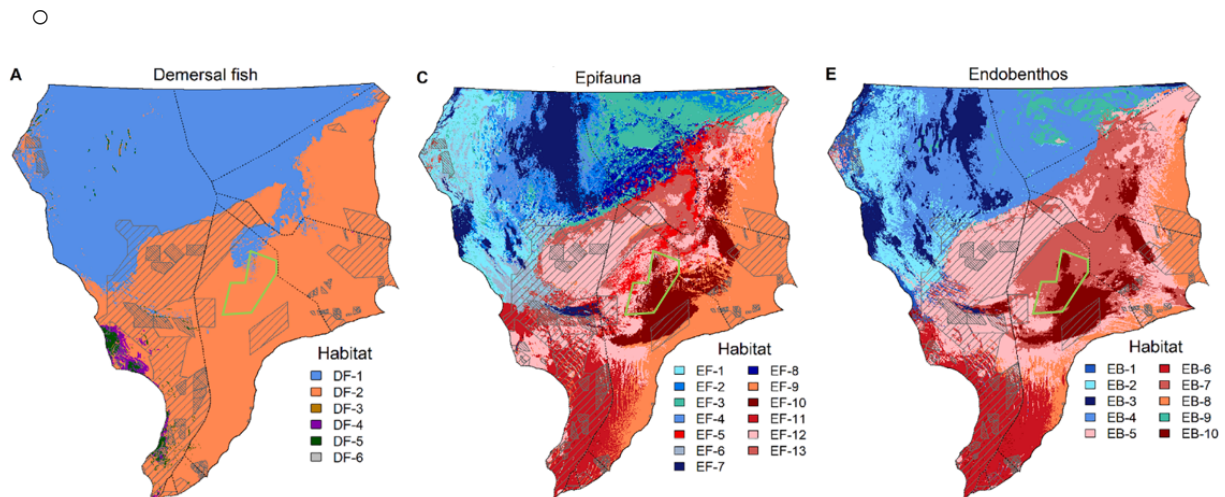 A
Demersal fish
Habitat
DF-1
DF-2
DF-3
DF-4
DF-5
DF-6
C
Epifauna
Habitat
EF-1
EF-2
EF-3
EF-4
EF-5
EF-6
EF-7
EF-8
EF-9
EF-10
EF-11
EF-12
EF-13
E
Endobenthos
Habitat
EB-1
EB-2
EB-3
EB-4
EB-5
EB-6
EB-7
EB-8
EB-9
EB-10